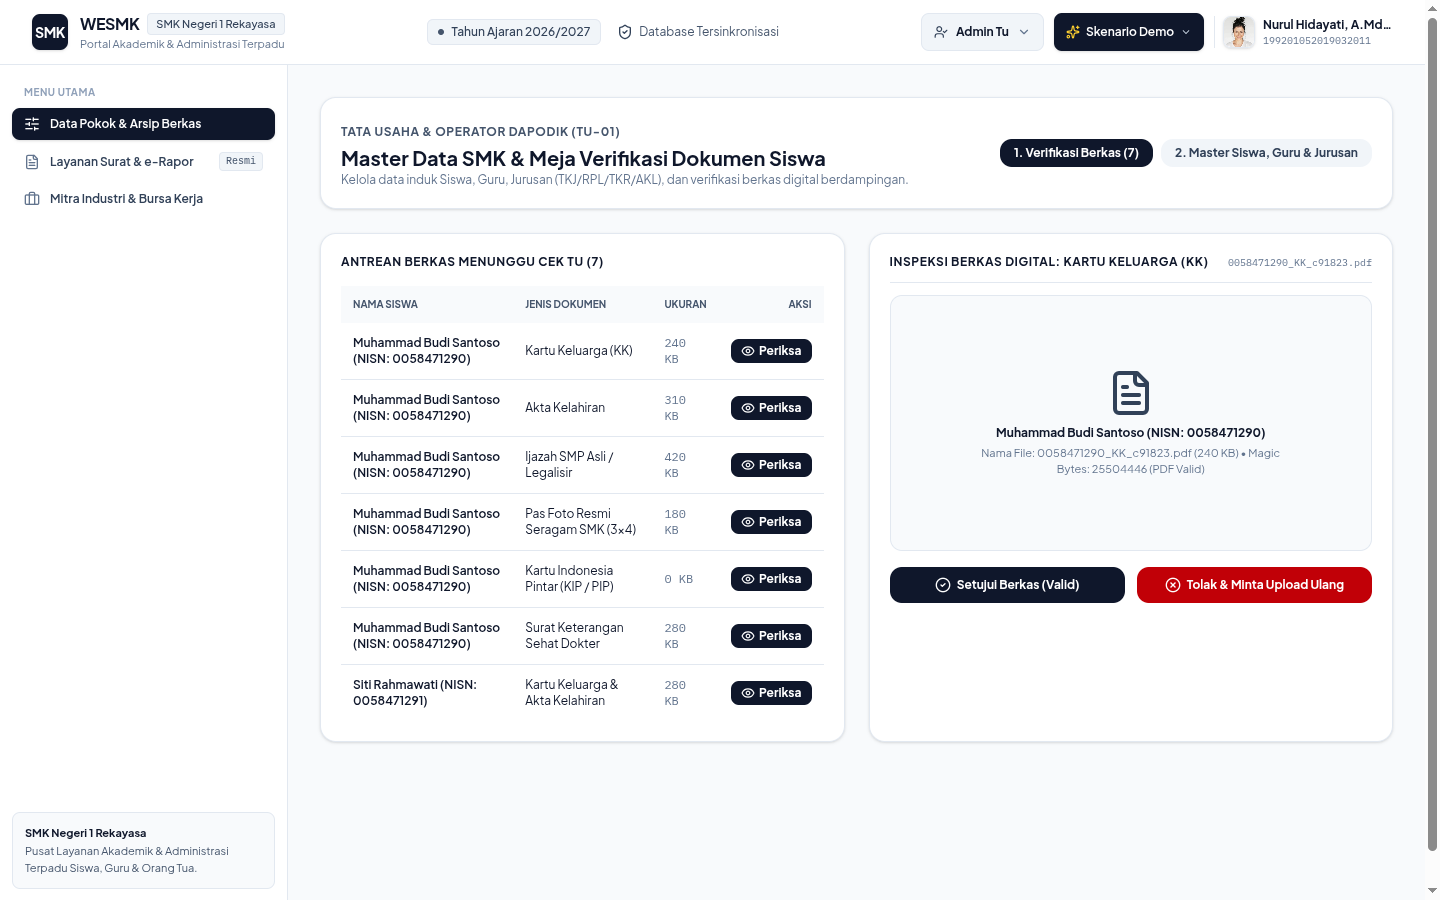 SMK
WESMK
SMK Negeri 1 Rekayasa
Portal Akademik & Administrasi Terpadu
Tahun Ajaran 2026/2027
Database Tersinkronisasi
Admin Tu
Skenario Demo
Nurul Hidayati, A.Md...
199201052019032011
MENU UTAMA
Data Pokok & Arsip Berkas
Layanan Surat & e-Rapor
Resmi
Mitra Industri & Bursa Kerja
SMK Negeri 1 Rekayasa
Pusat Layanan Akademik & Administrasi
Terpadu Siswa, Guru & Orang Tua.
TATA USAHA & OPERATOR DAPODIK (TU-01)
Master Data SMK & Meja Verifikasi Dokumen Siswa
Kelola data induk Siswa, Guru, Jurusan (TKJ/RPL/TKR/AKL), dan verifikasi berkas digital berdampingan.
1. Verifikasi Berkas (7)
2. Master Siswa, Guru & Jurusan
ANTREAN BERKAS MENUNGGU CEK TU (7)
NAMA SISWA JENIS DOKUMEN UKURAN AKSI
Muhammad Budi Santoso
(NISN: 0058471290)
Kartu Keluarga (KK)
240
KB
Periksa
Muhammad Budi Santoso
(NISN: 0058471290)
Akta Kelahiran
310
KB
Periksa
Muhammad Budi Santoso
(NISN: 0058471290)
Ijazah SMP Asli /
Legalisir
420
KB
Periksa
Muhammad Budi Santoso
(NISN: 0058471290)
Pas Foto Resmi
Seragam SMK (3×4)
180
KB
Periksa
Muhammad Budi Santoso
(NISN: 0058471290)
Kartu Indonesia
Pintar (KIP / PIP)
0 KB
Periksa
Muhammad Budi Santoso
(NISN: 0058471290)
Surat Keterangan
Sehat Dokter
280
KB
Periksa
Siti Rahmawati (NISN:
0058471291)
Kartu Keluarga &
Akta Kelahiran
280
KB
Periksa
INSPEKSI BERKAS DIGITAL: KARTU KELUARGA (KK)
0058471290_KK_c91823.pdf
Muhammad Budi Santoso (NISN: 0058471290)
Nama File: 0058471290_KK_c91823.pdf (240 KB) • Magic
Bytes: 25504446 (PDF Valid)
Setujui Berkas (Valid)
Tolak & Minta Upload Ulang